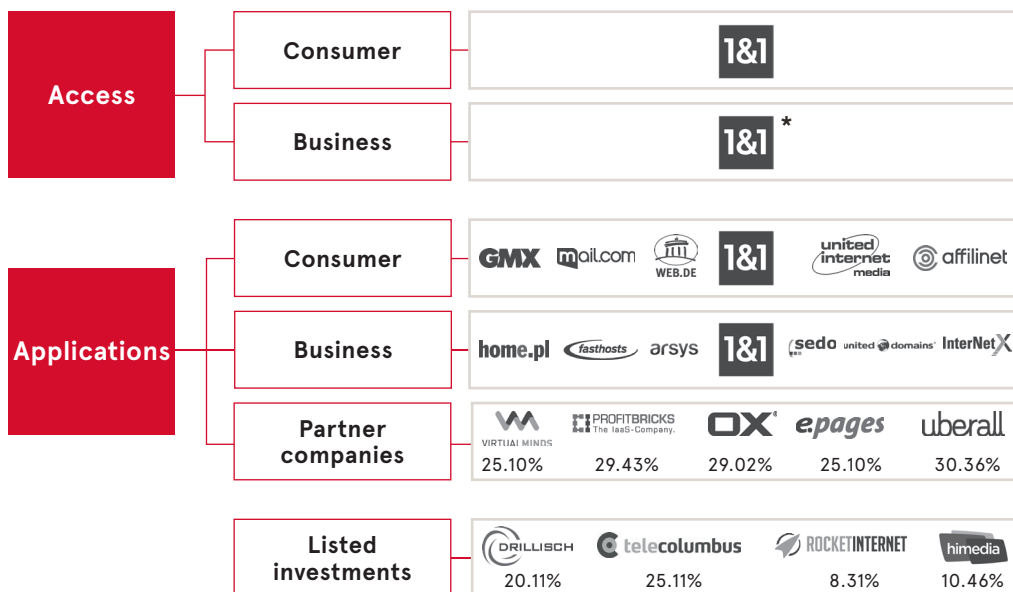 Access
Consumer
1&1
Business
1&1 *
Applications
Consumer
GMX mail.com WEB.DE 1&1 united internet media affilinet
Business
home.pl fasthosts arsys 1&1 sedo united domains InterNetX
Partner
companies
VIRTUAL MINDS PROFITBRICKS The IaaS-Company. OX ePages uberall
25.10% 29.43% 29.02% 25.10% 30.36%
Listed
investments
DRILLISCH telecolumbus ROCKET INTERNET himedia
20.11% 25.11% 8.31% 10.46%